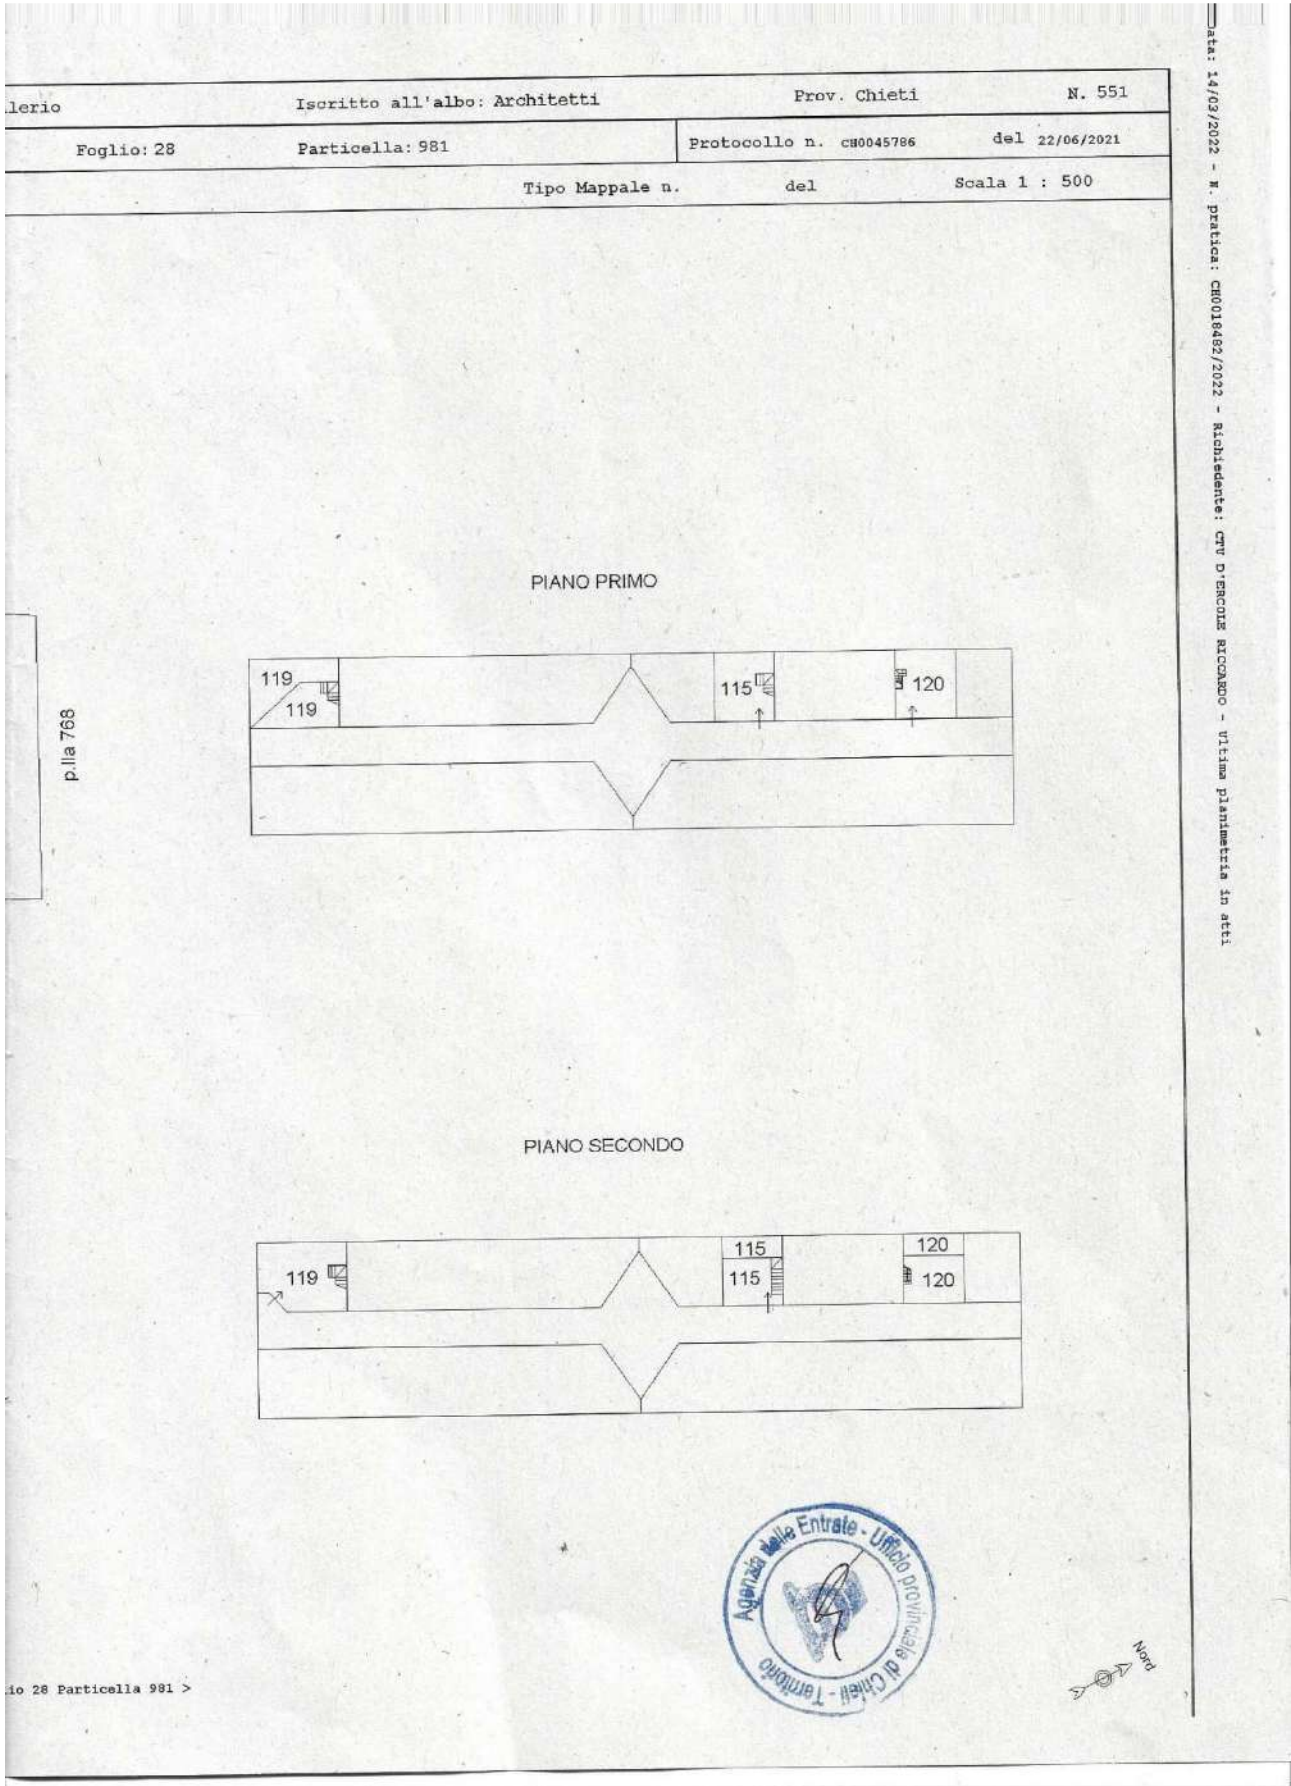 lerio Iscritto all'albo: Architetti Prov. Chieti N. 551
Foglio: 28 Particella: 981 Protocollo n. CH0045786 del 22/06/2021
Tipo Mappale n. del Scala 1 : 500
Data: 14/03/2022 - N. pratica: CH0018482/2022 - Richiedente: CTU D'ERCOLE RICCARDO - Ultima planimetria in atti
PIANO PRIMO
119
119
115
120
p.lla 768
PIANO SECONDO
115
120
119
115
120
Agenzia delle Entrate - Ufficio provinciale di Chieti - Territorio
Nord
io 28 Particella 981 >